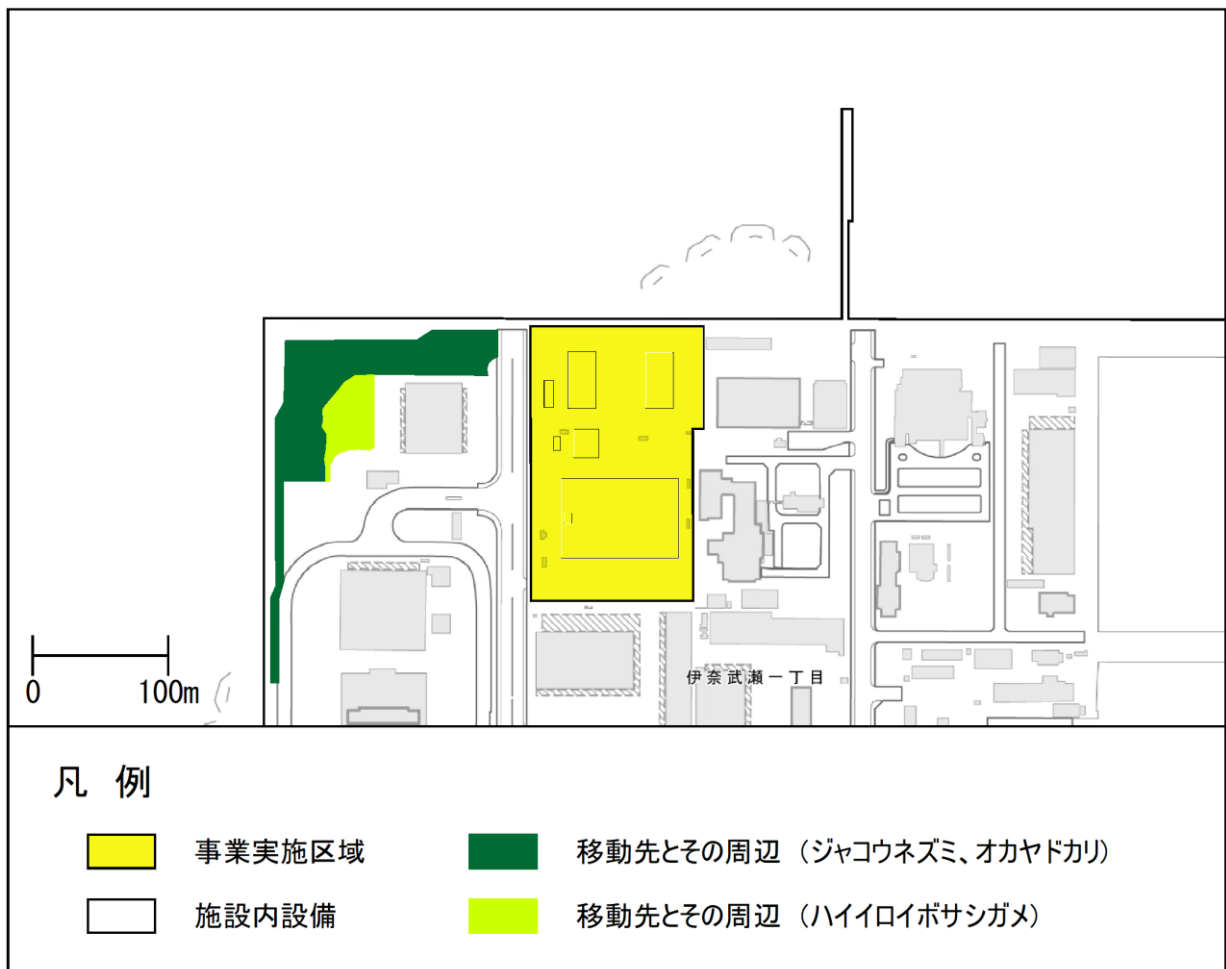 伊奈武瀬一丁目
0 100m
凡 例
事業実施区域
移動先とその周辺 （ジャコウネズミ、オカヤドカリ）
施設内設備
移動先とその周辺 （ハイイロイボサシガメ）